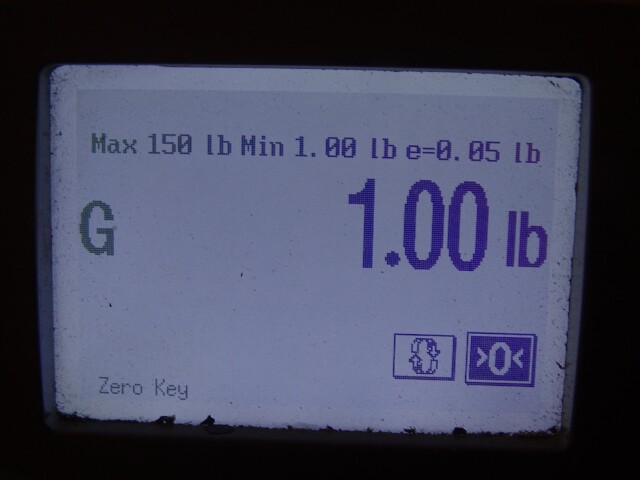 Max 150 lb Min 1.00 lb e=0.05 lb
G 1.00 lb
>0<
Zero Key